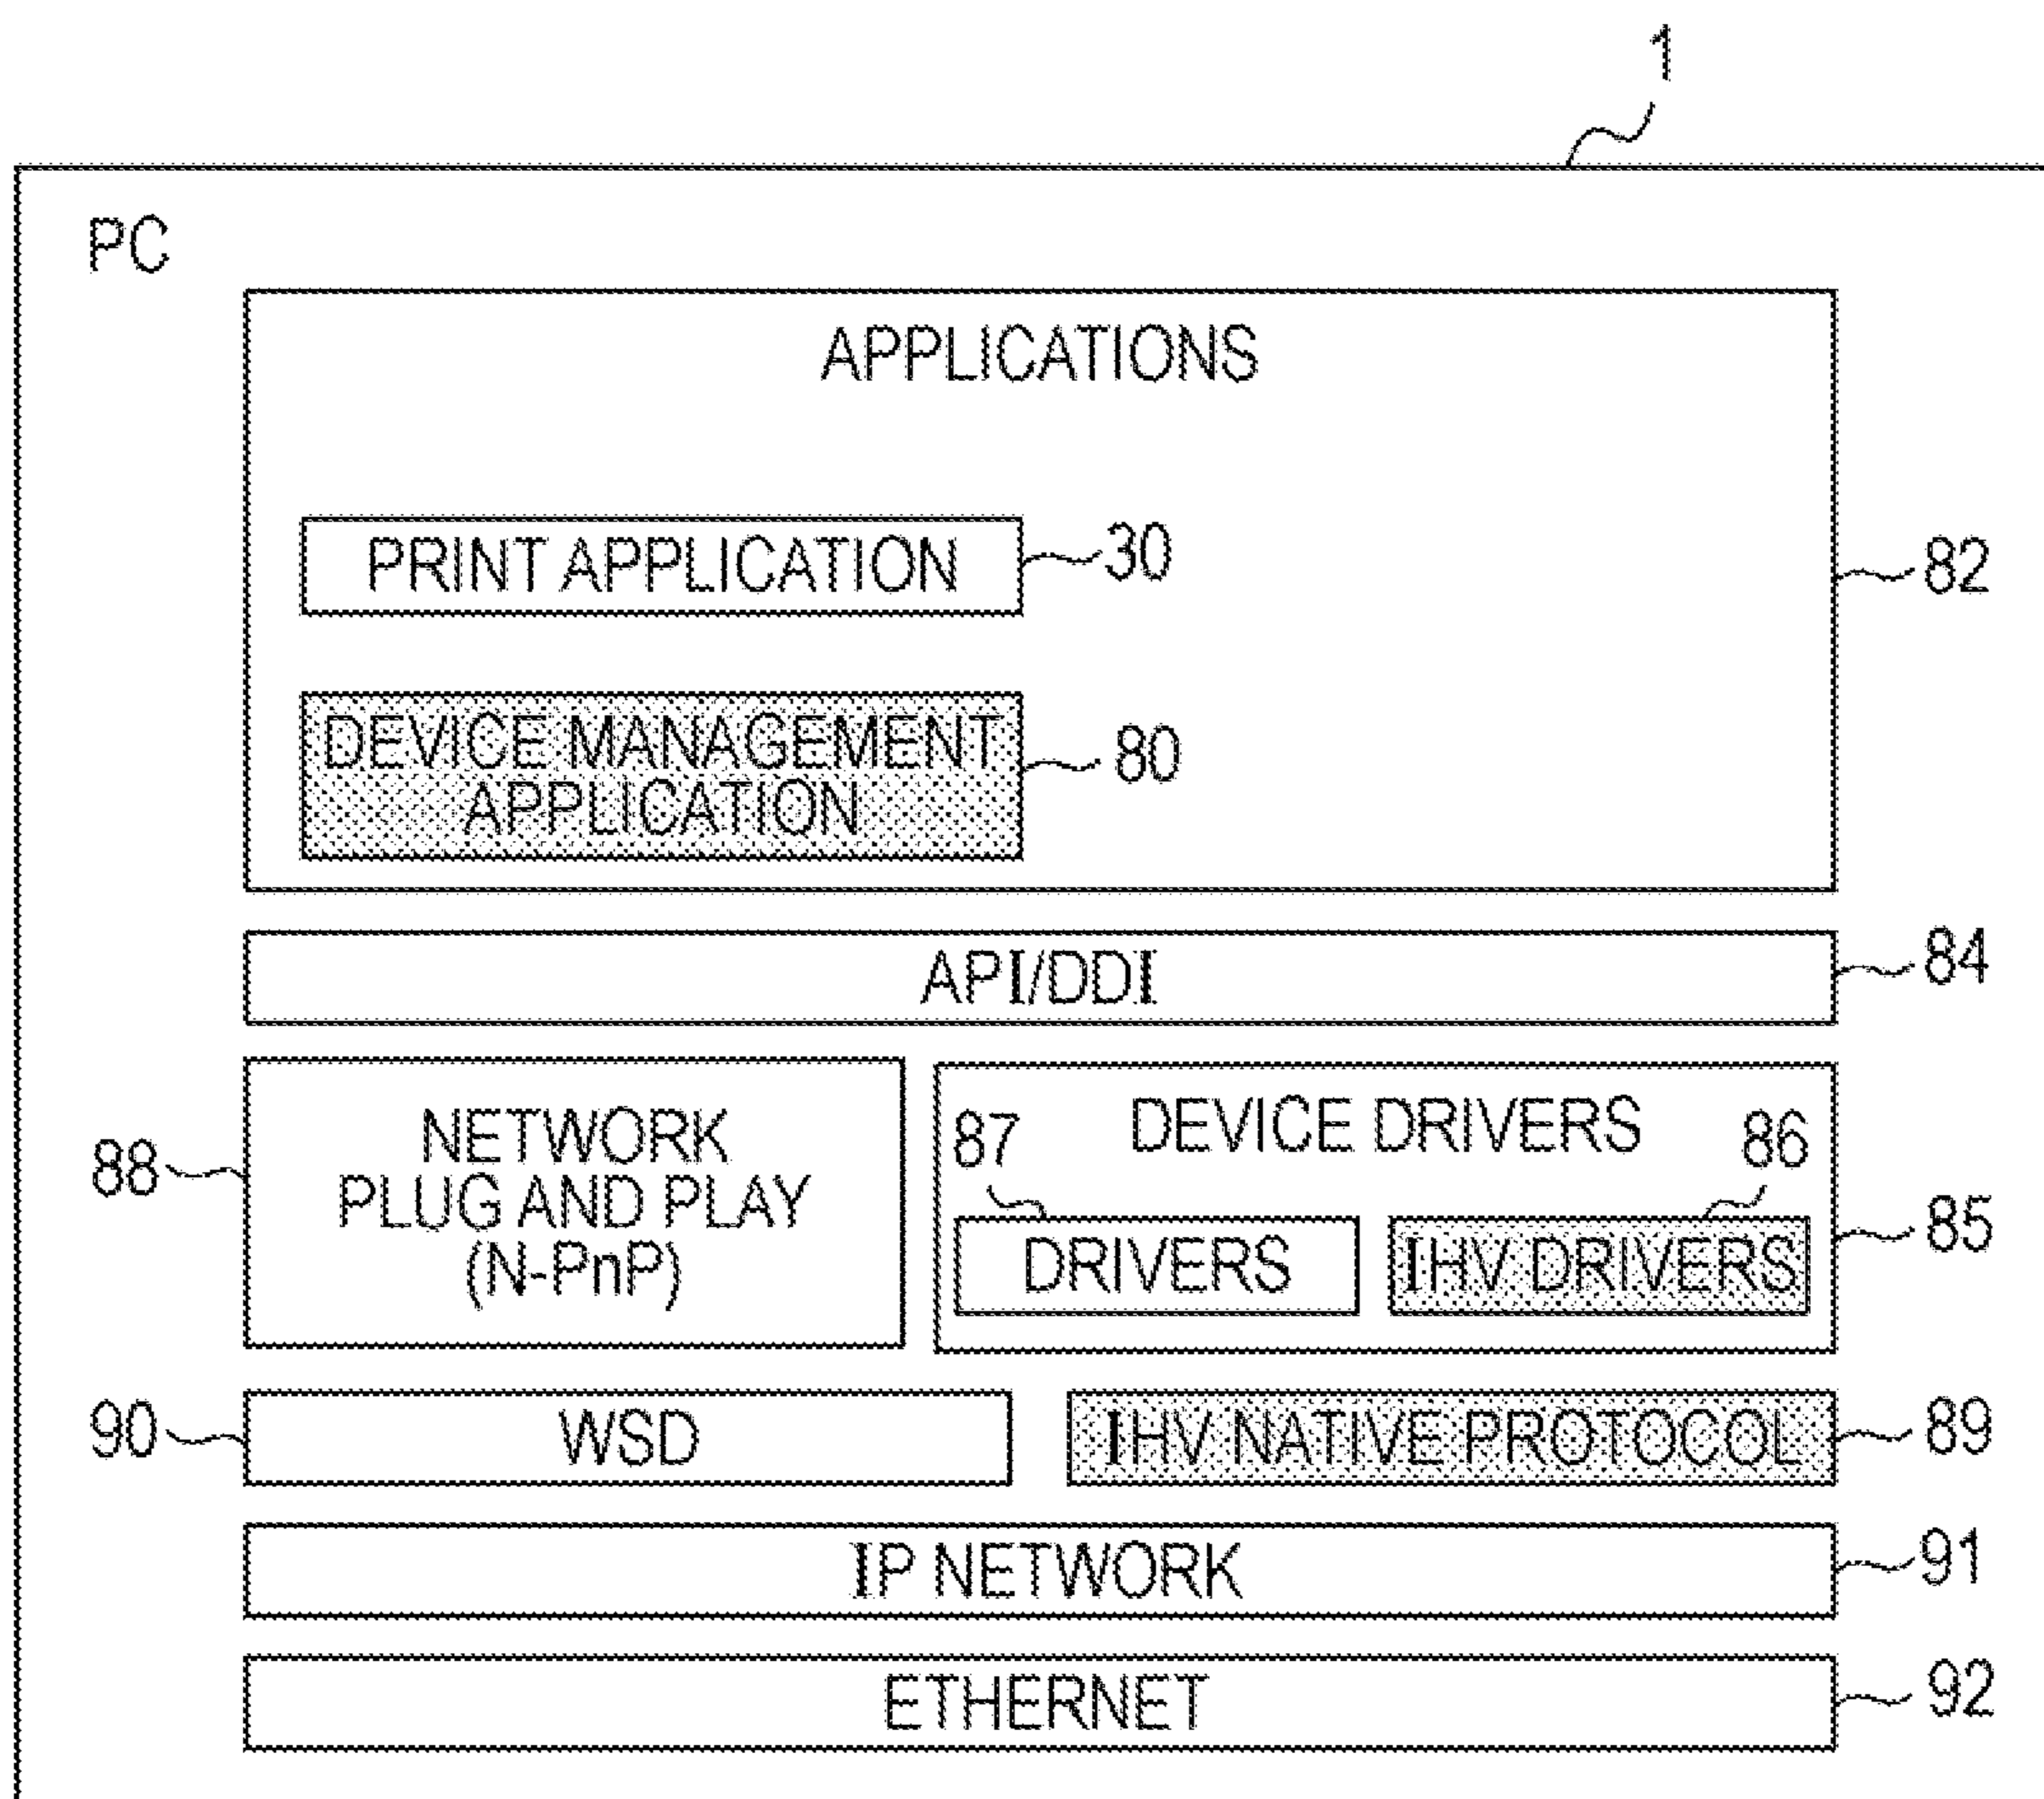 1
PC
APPLICATIONS
PRINT APPLICATION
30
82
DEVICE MANAGEMENT
APPLICATION
80
API/DDI
84
88
NETWORK
PLUG AND PLAY
(N-PnP)
DEVICE DRIVERS
87
86
DRIVERS
IHV DRIVERS
85
90
WSD
IHV NATIVE PROTOCOL
89
IP NETWORK
91
ETHERNET
92